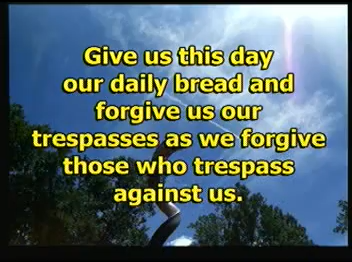 Give us this day
our daily bread and
forgive us our
trespasses as we forgive
those who trespass
against us.